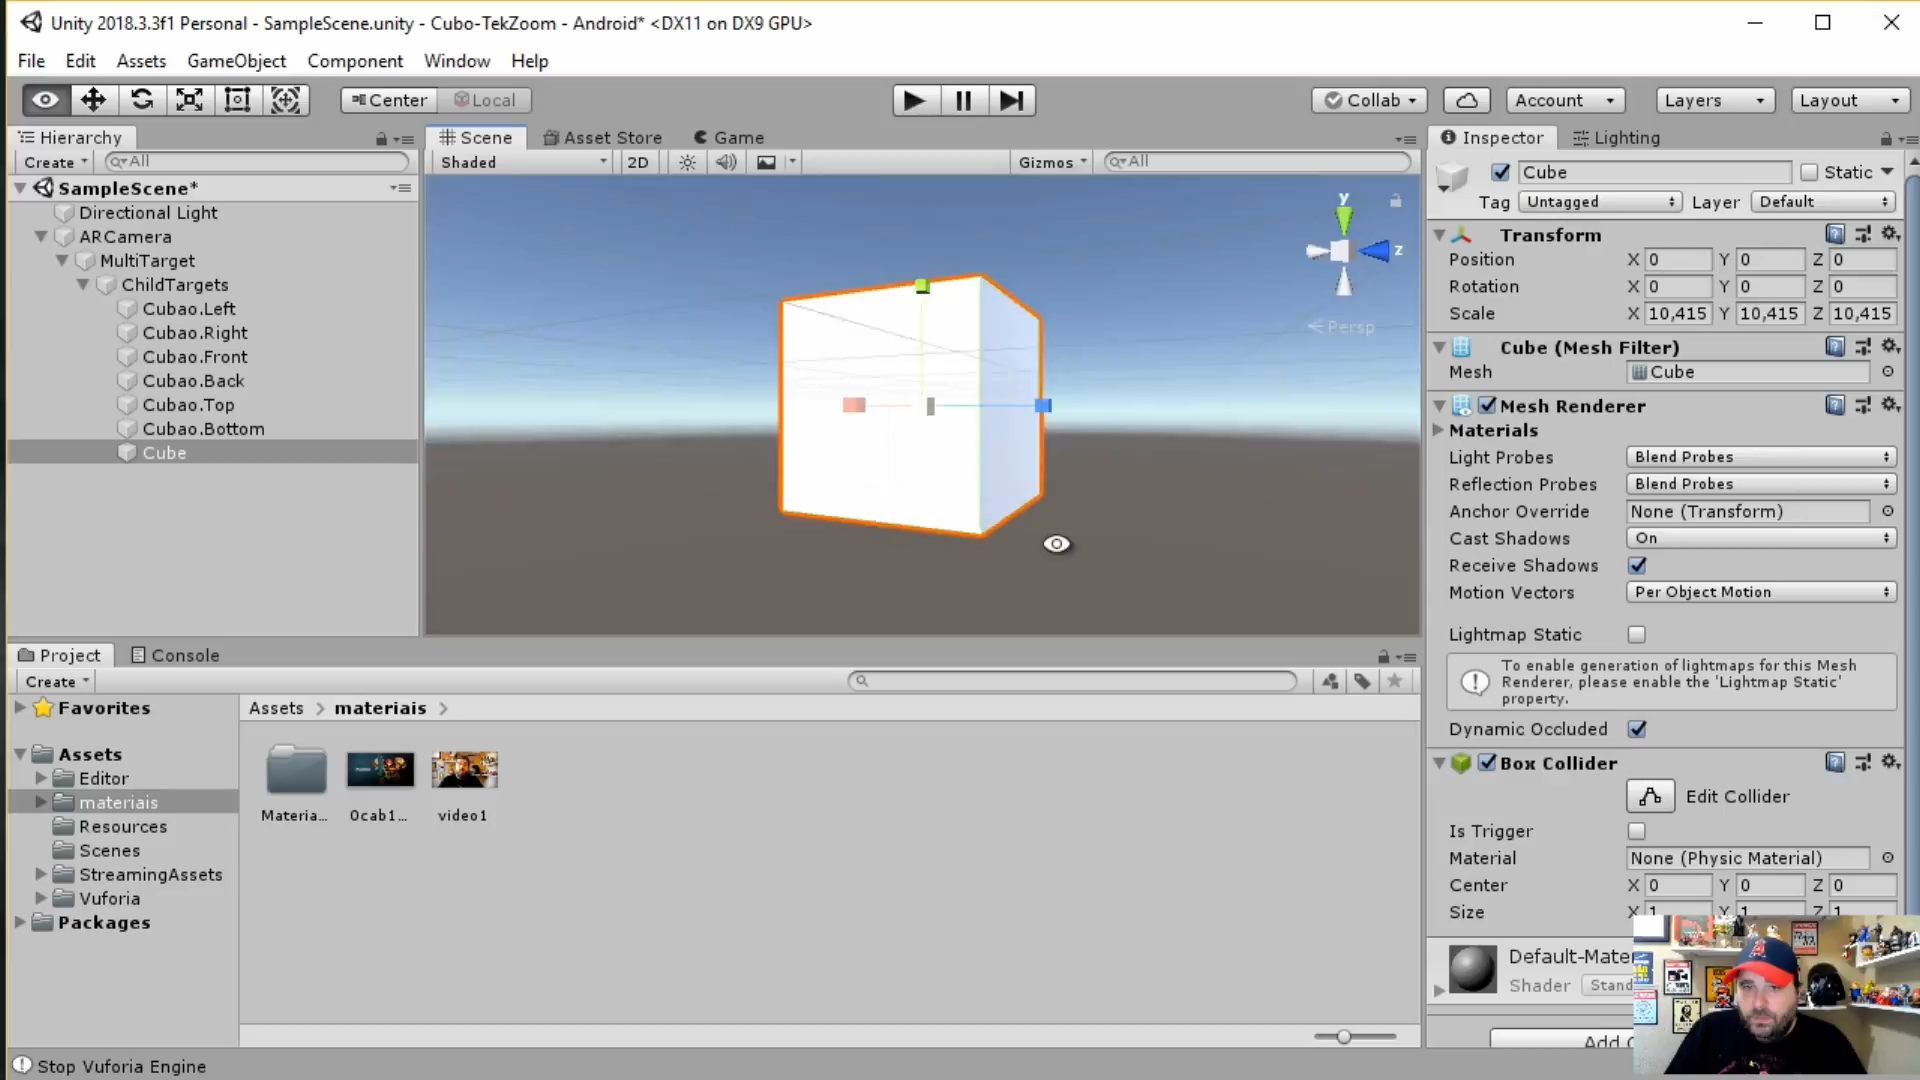 Unity 2018.3.3f1 Personal - SampleScene.unity - Cubo-TekZoom - Android* <DX11 on DX9 GPU>
File Edit Assets GameObject Component Window Help
Center Local Collab Account Layers Layout
Hierarchy
Create All
SampleScene*
Directional Light
ARCamera
MultiTarget
ChildTargets
Cubao.Left
Cubao.Right
Cubao.Front
Cubao.Back
Cubao.Top
Cubao.Bottom
Cube
Scene Asset Store Game
Shaded 2D Gizmos All
y
z
Persp
Inspector Lighting
Cube Static
Tag Untagged Layer Default
Transform
Position X 0 Y 0 Z 0
Rotation X 0 Y 0 Z 0
Scale X 10,415 Y 10,415 Z 10,415
Cube (Mesh Filter)
Mesh Cube
Mesh Renderer
Materials
Light Probes Blend Probes
Reflection Probes Blend Probes
Anchor Override None (Transform)
Cast Shadows On
Receive Shadows
Motion Vectors Per Object Motion
Lightmap Static
To enable generation of lightmaps for this Mesh
Renderer, please enable the 'Lightmap Static'
property.
Dynamic Occluded
Box Collider
Edit Collider
Is Trigger
Material None (Physic Material)
Center X 0 Y 0 Z 0
Size X 1 Y 1 Z 1
Default-Mate
Shader Stand
Add
Project Console
Create
Favorites
Assets
Editor
materiais
Resources
Scenes
StreamingAssets
Vuforia
Packages
Assets > materiais >
Materia... Ocab1... video1
Stop Vuforia Engine